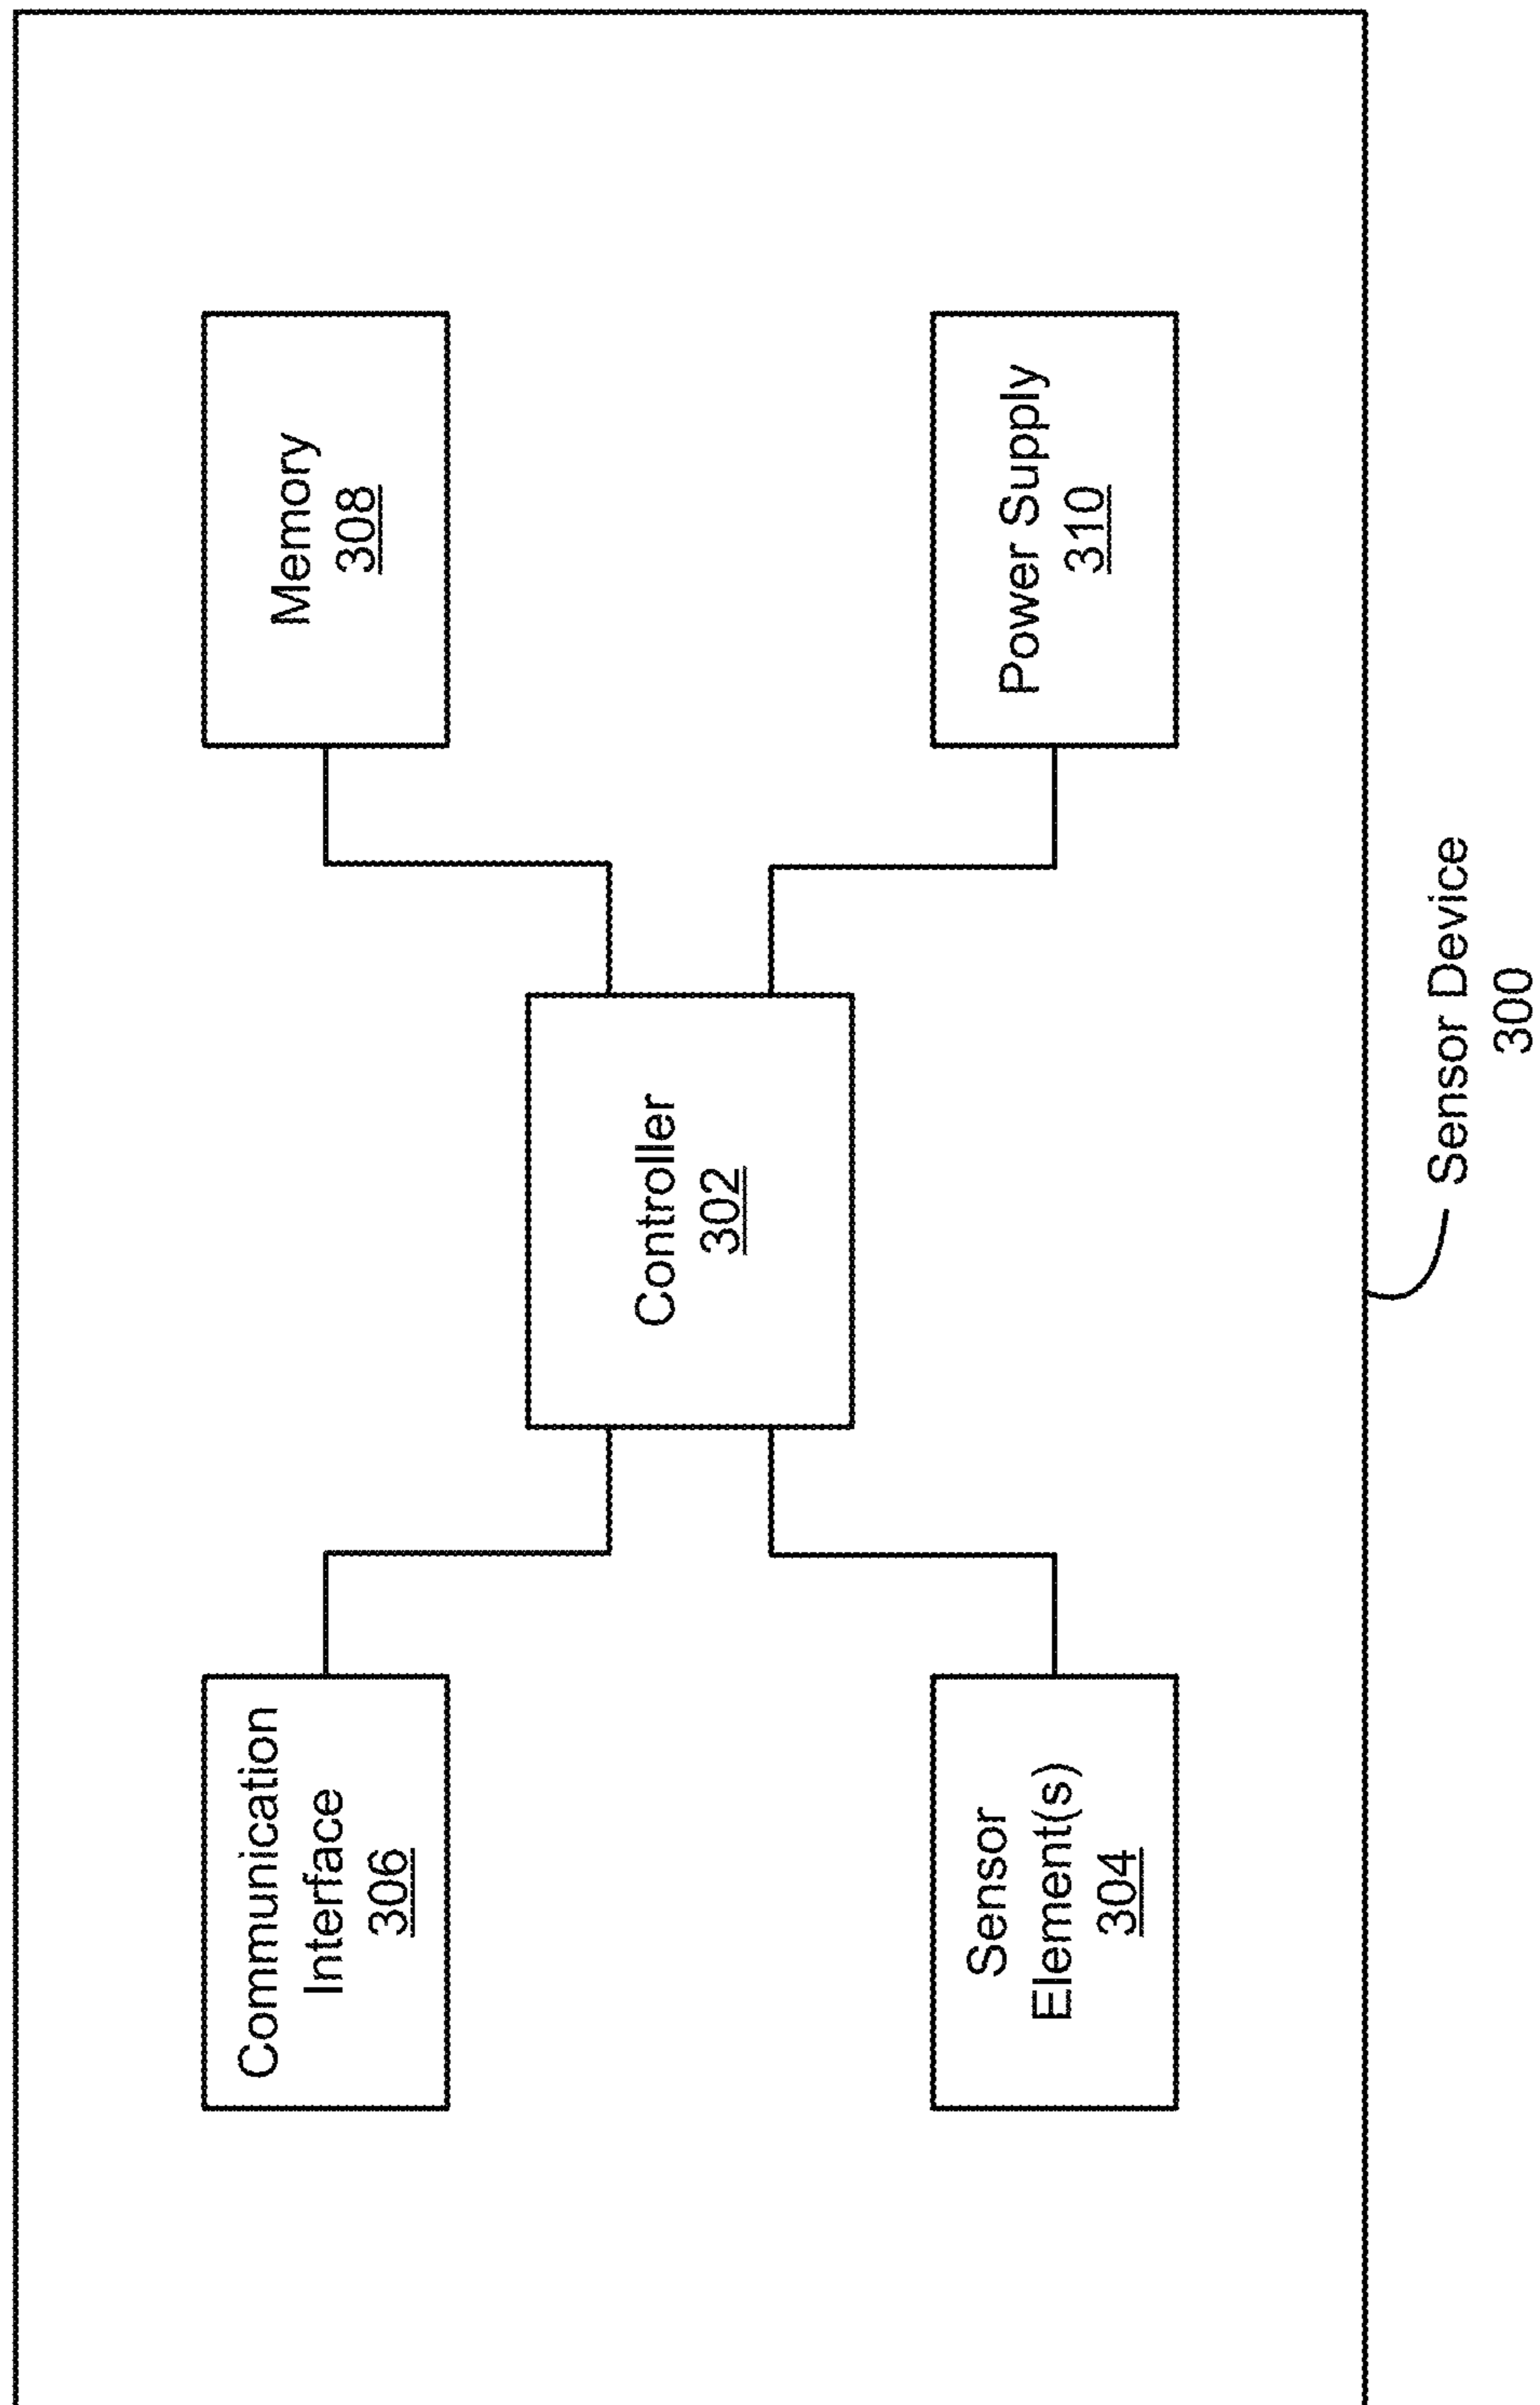 Communication
Interface
306
Memory
308
Controller
302
Sensor
Element(s)
304
Power Supply
310
Sensor Device
300